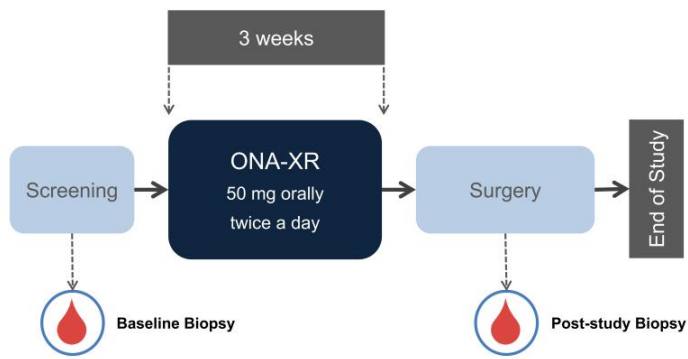 3 weeks
Screening
ONA-XR
50 mg orally
twice a day
Surgery
End of Study
Baseline Biopsy
Post-study Biopsy